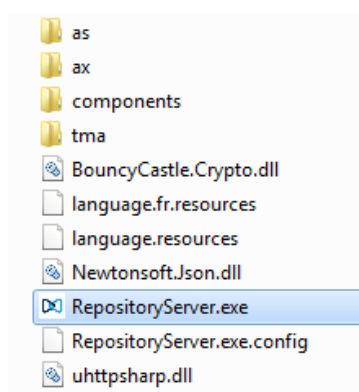 as
ax
components
tma
BouncyCastle.Crypto.dll
language.fr.resources
language.resources
Newtonsoft.Json.dll
RepositoryServer.exe
RepositoryServer.exe.config
uhttpsharp.dll